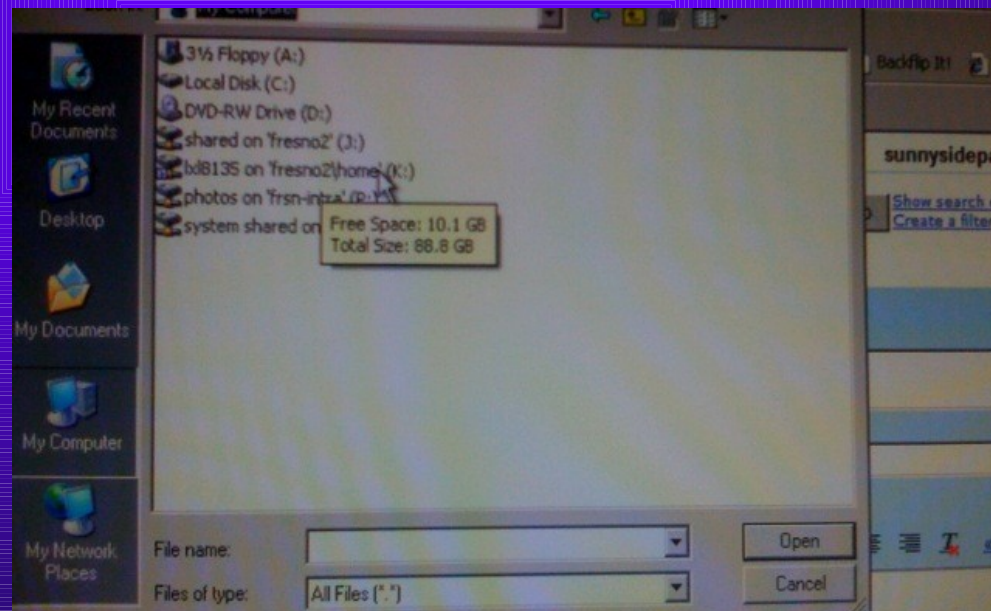 My Computer
3½ Floppy (A:)
Local Disk (C:)
DVD-RW Drive (D:)
shared on 'fresno2' (J:)
bd8135 on 'fresno2\home' (K:)
photos on 'frsn-intra' (P:)
system shared on
Free Space: 10.1 GB
Total Size: 88.8 GB
My Recent
Documents
Desktop
My Documents
My Computer
My Network
Places
File name:
Open
Files of type:
All Files (*.*)
Cancel
Backflip It!
sunnysidepa
Show search
Create a filte